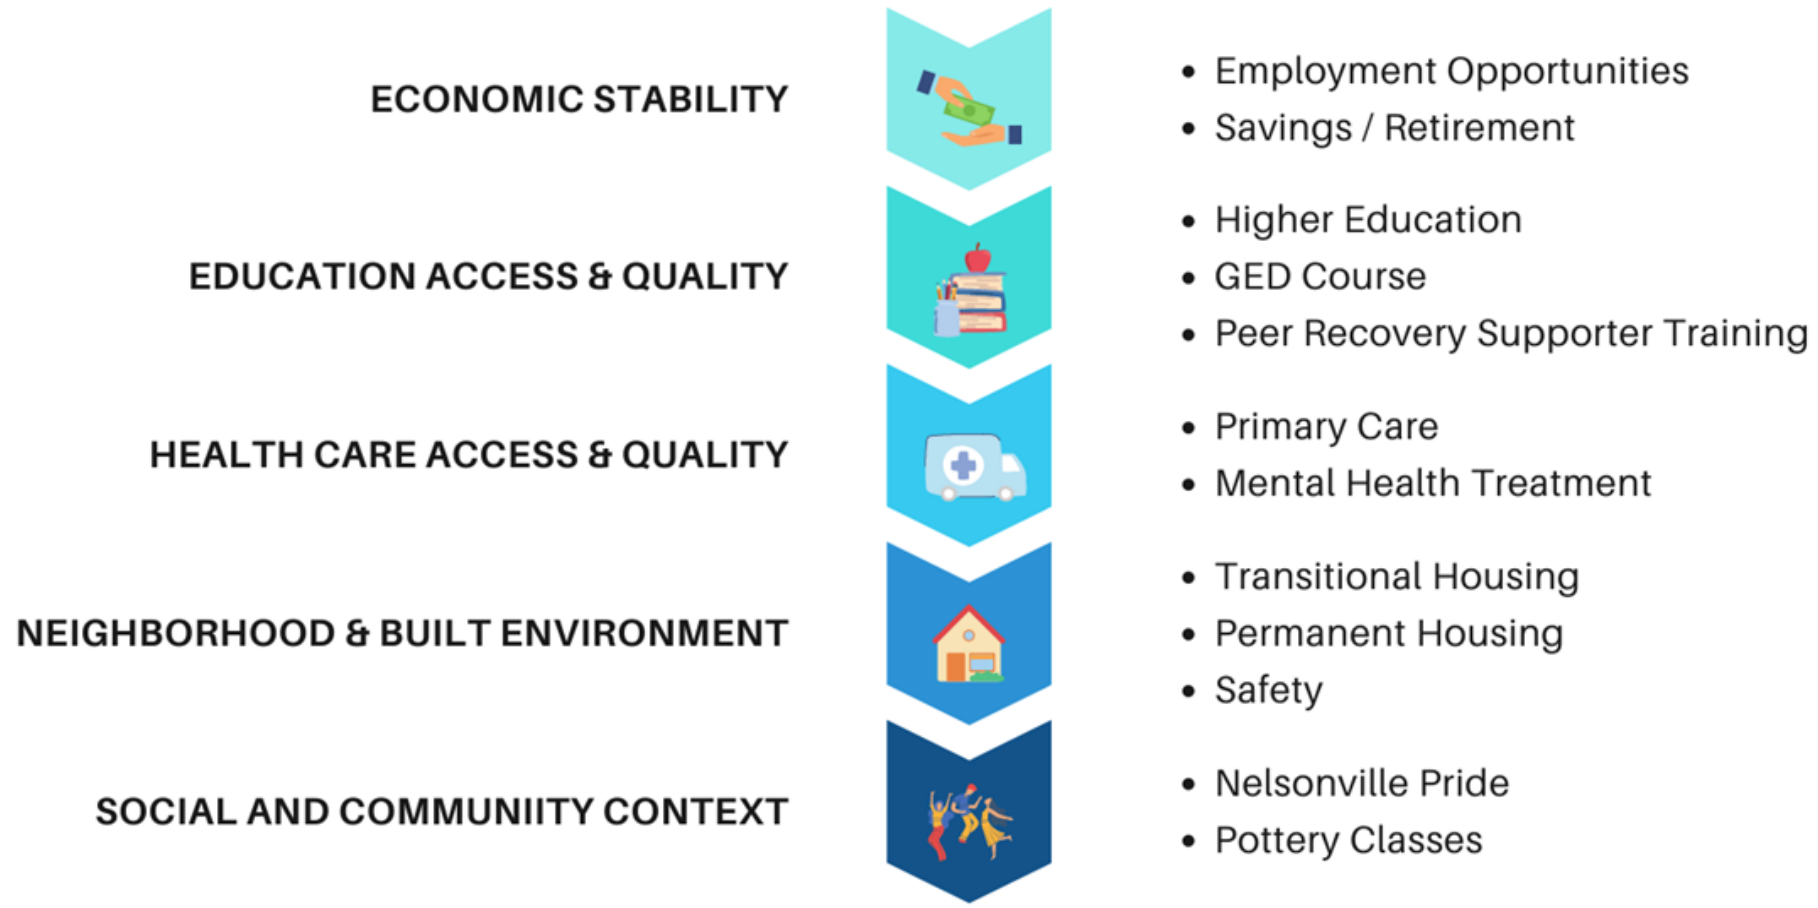 ECONOMIC STABILITY
• Employment Opportunities
• Savings / Retirement
EDUCATION ACCESS & QUALITY
• Higher Education
• GED Course
• Peer Recovery Supporter Training
HEALTH CARE ACCESS & QUALITY
• Primary Care
• Mental Health Treatment
NEIGHBORHOOD & BUILT ENVIRONMENT
• Transitional Housing
• Permanent Housing
• Safety
SOCIAL AND COMMUNIITY CONTEXT
• Nelsonville Pride
• Pottery Classes